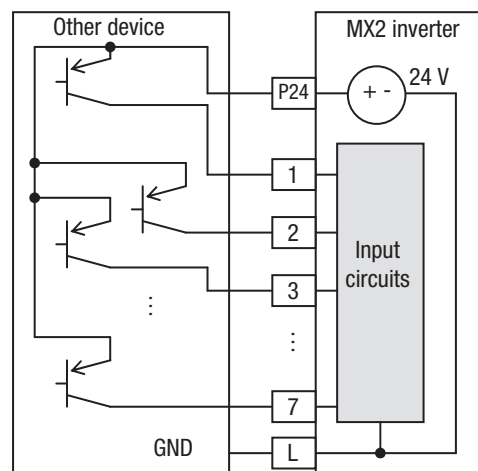 Other device
MX2 inverter
P24
+ -
24 V
1
2
Input
circuits
3
...
...
7
GND
L